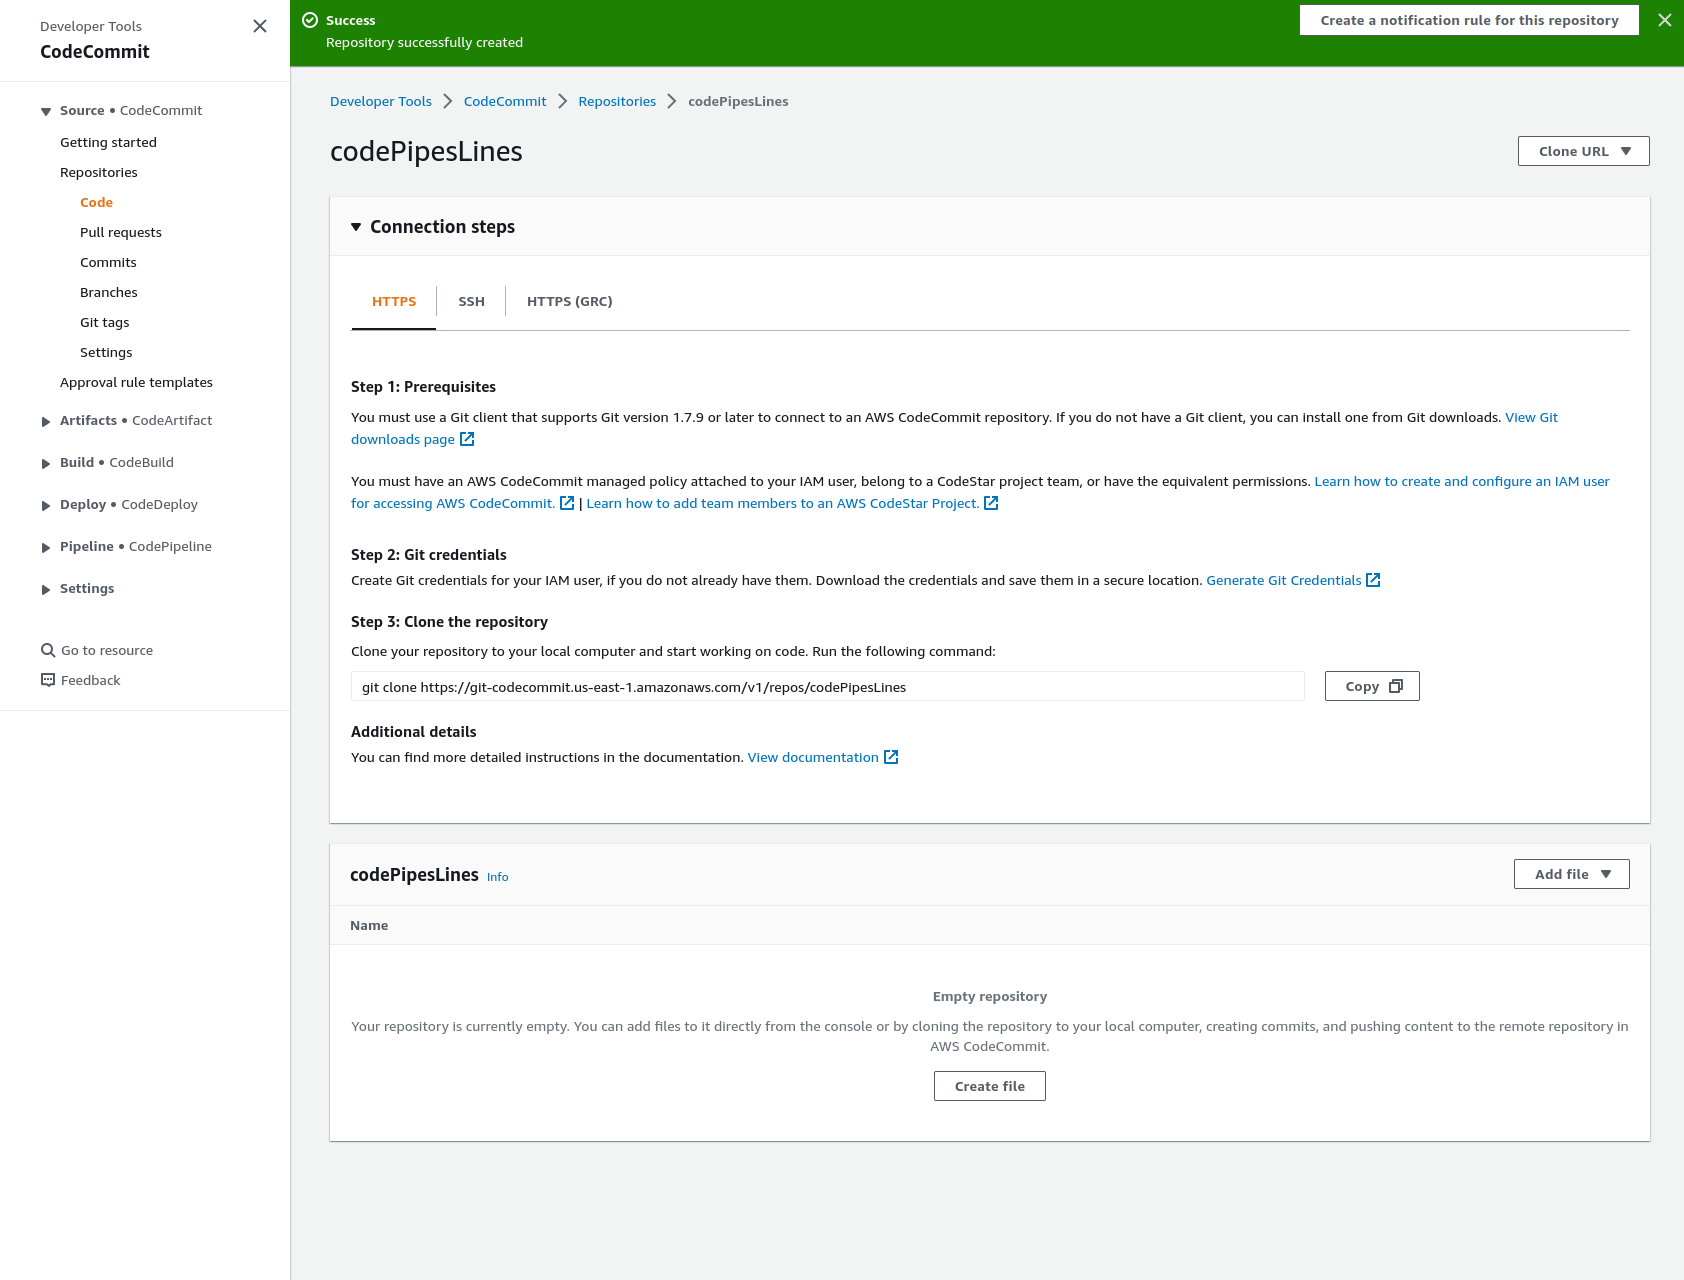 Developer Tools
CodeCommit
Source • CodeCommit
Getting started
Repositories
Code
Pull requests
Commits
Branches
Git tags
Settings
Approval rule templates
Artifacts • CodeArtifact
Build • CodeBuild
Deploy • CodeDeploy
Pipeline • CodePipeline
Settings
Go to resource
Feedback
Success
Repository successfully created
Create a notification rule for this repository
Developer Tools > CodeCommit > Repositories > codePipesLines
codePipesLines
Clone URL
Connection steps
HTTPS
SSH
HTTPS (GRC)
Step 1: Prerequisites
You must use a Git client that supports Git version 1.7.9 or later to connect to an AWS CodeCommit repository. If you do not have a Git client, you can install one from Git downloads. View Git
downloads page
You must have an AWS CodeCommit managed policy attached to your IAM user, belong to a CodeStar project team, or have the equivalent permissions. Learn how to create and configure an IAM user
for accessing AWS CodeCommit. | Learn how to add team members to an AWS CodeStar Project.
Step 2: Git credentials
Create Git credentials for your IAM user, if you do not already have them. Download the credentials and save them in a secure location. Generate Git Credentials
Step 3: Clone the repository
Clone your repository to your local computer and start working on code. Run the following command:
git clone https://git-codecommit.us-east-1.amazonaws.com/v1/repos/codePipesLines
Copy
Additional details
You can find more detailed instructions in the documentation. View documentation
codePipesLines Info
Add file
Name
Empty repository
Your repository is currently empty. You can add files to it directly from the console or by cloning the repository to your local computer, creating commits, and pushing content to the remote repository in
AWS CodeCommit.
Create file